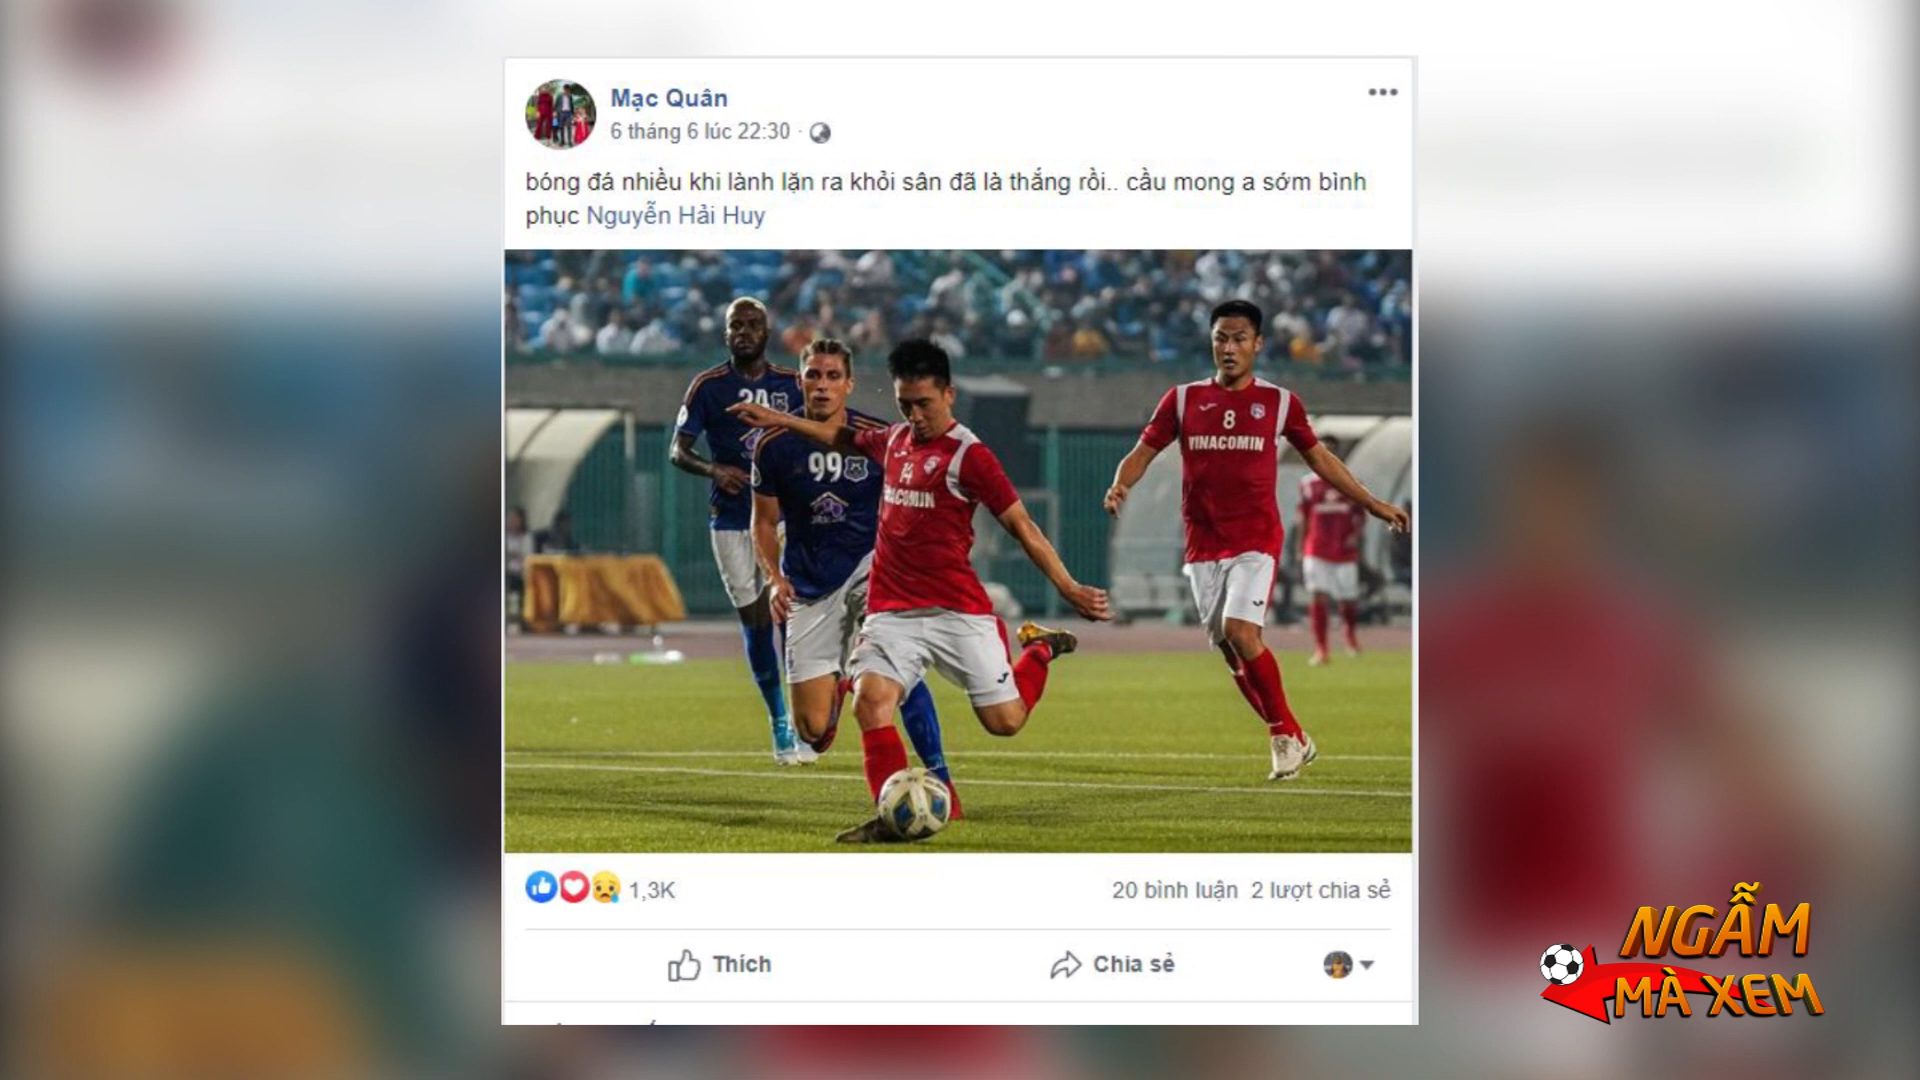 Mạc Quân
6 tháng 6 lúc 22:30 ·
bóng đá nhiều khi lành lặn ra khỏi sân đã là thắng rồi.. cầu mong a sớm bình
phục Nguyễn Hải Huy
99
14
8
VINACOMIN
1,3K
20 bình luận 2 lượt chia sẻ
Thích
Chia sẻ
NGẪM
MÀ XEM